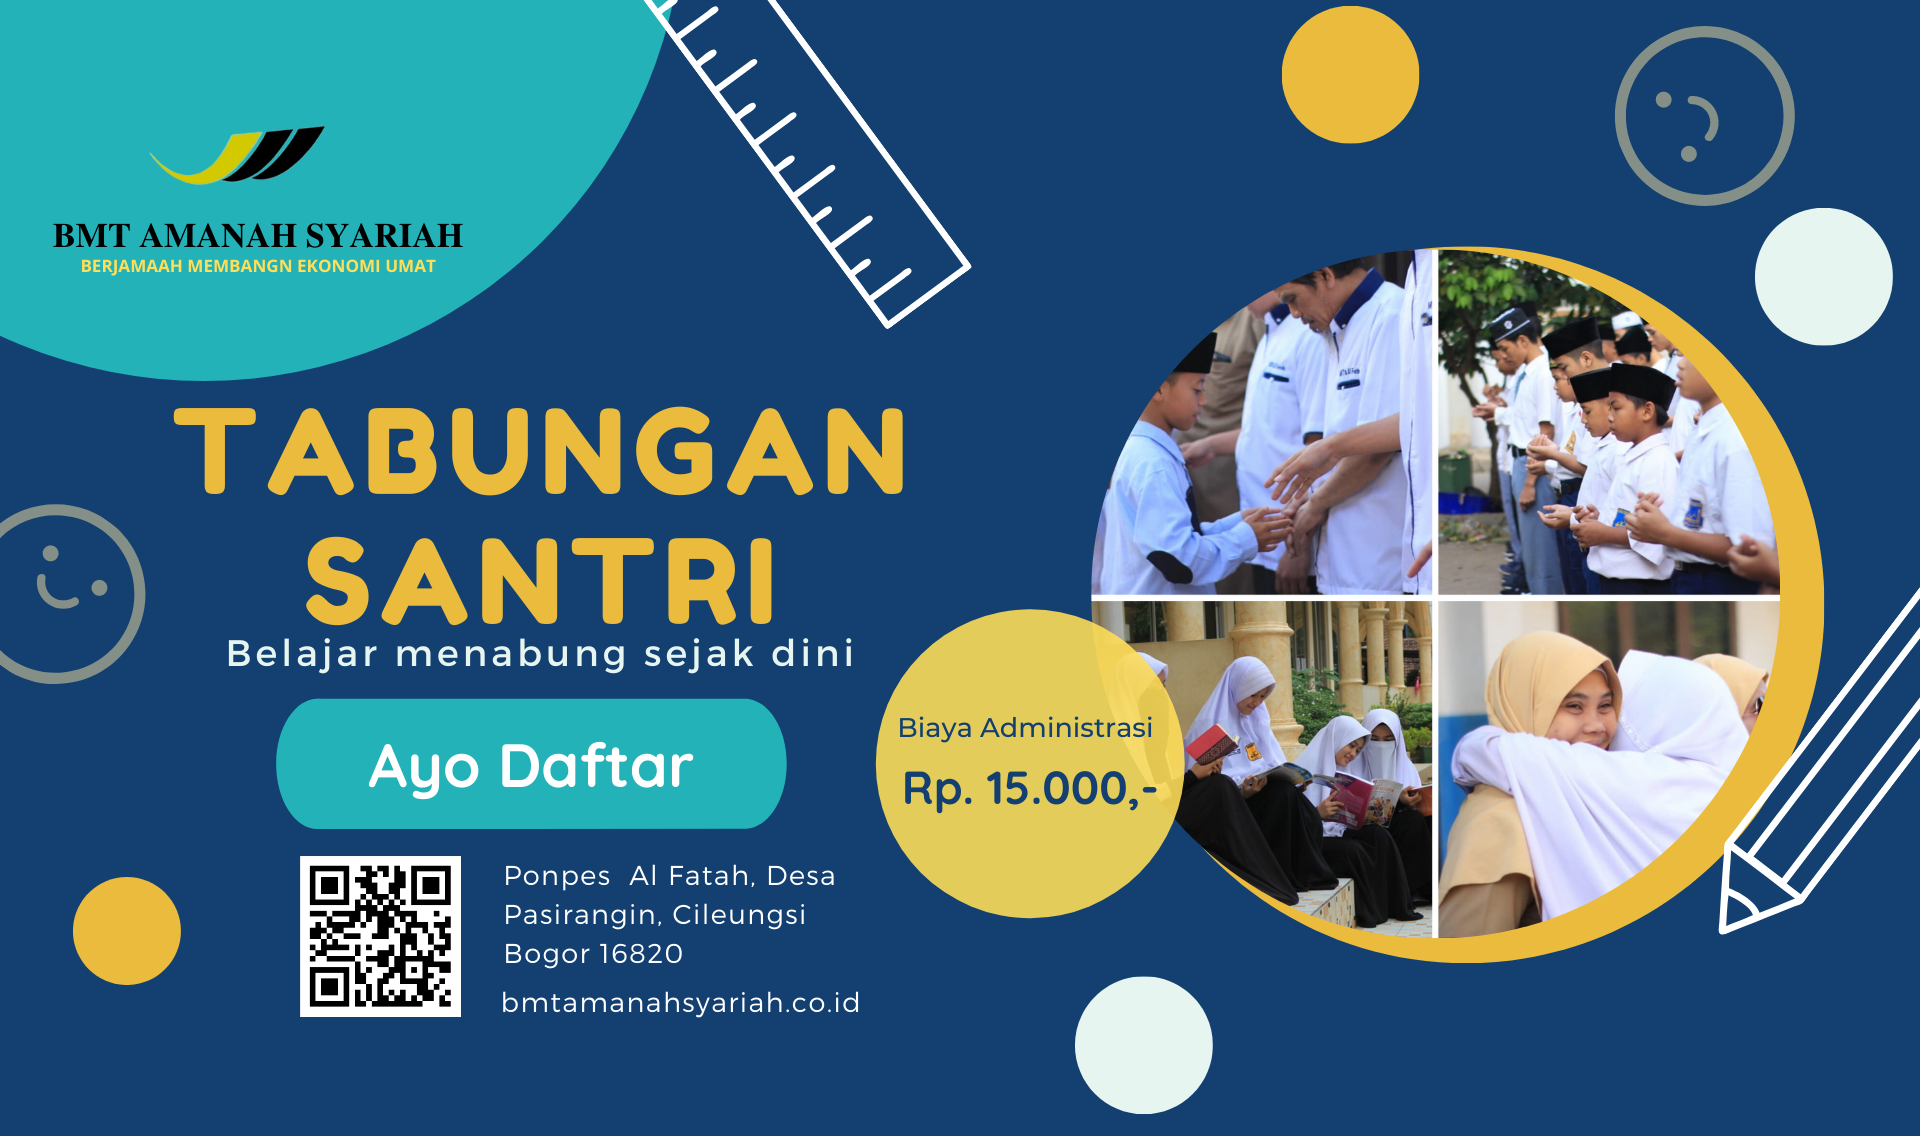 BMT AMANAH SYARIAH
BERJAMAAH MEMBANGN EKONOMI UMAT
TABUNGAN
SANTRI
Belajar menabung sejak dini
Ayo Daftar
Biaya Administrasi
Rp. 15.000,-
Ponpes Al Fatah, Desa
Pasirangin, Cileungsi
Bogor 16820
bmtamanahsyariah.co.id